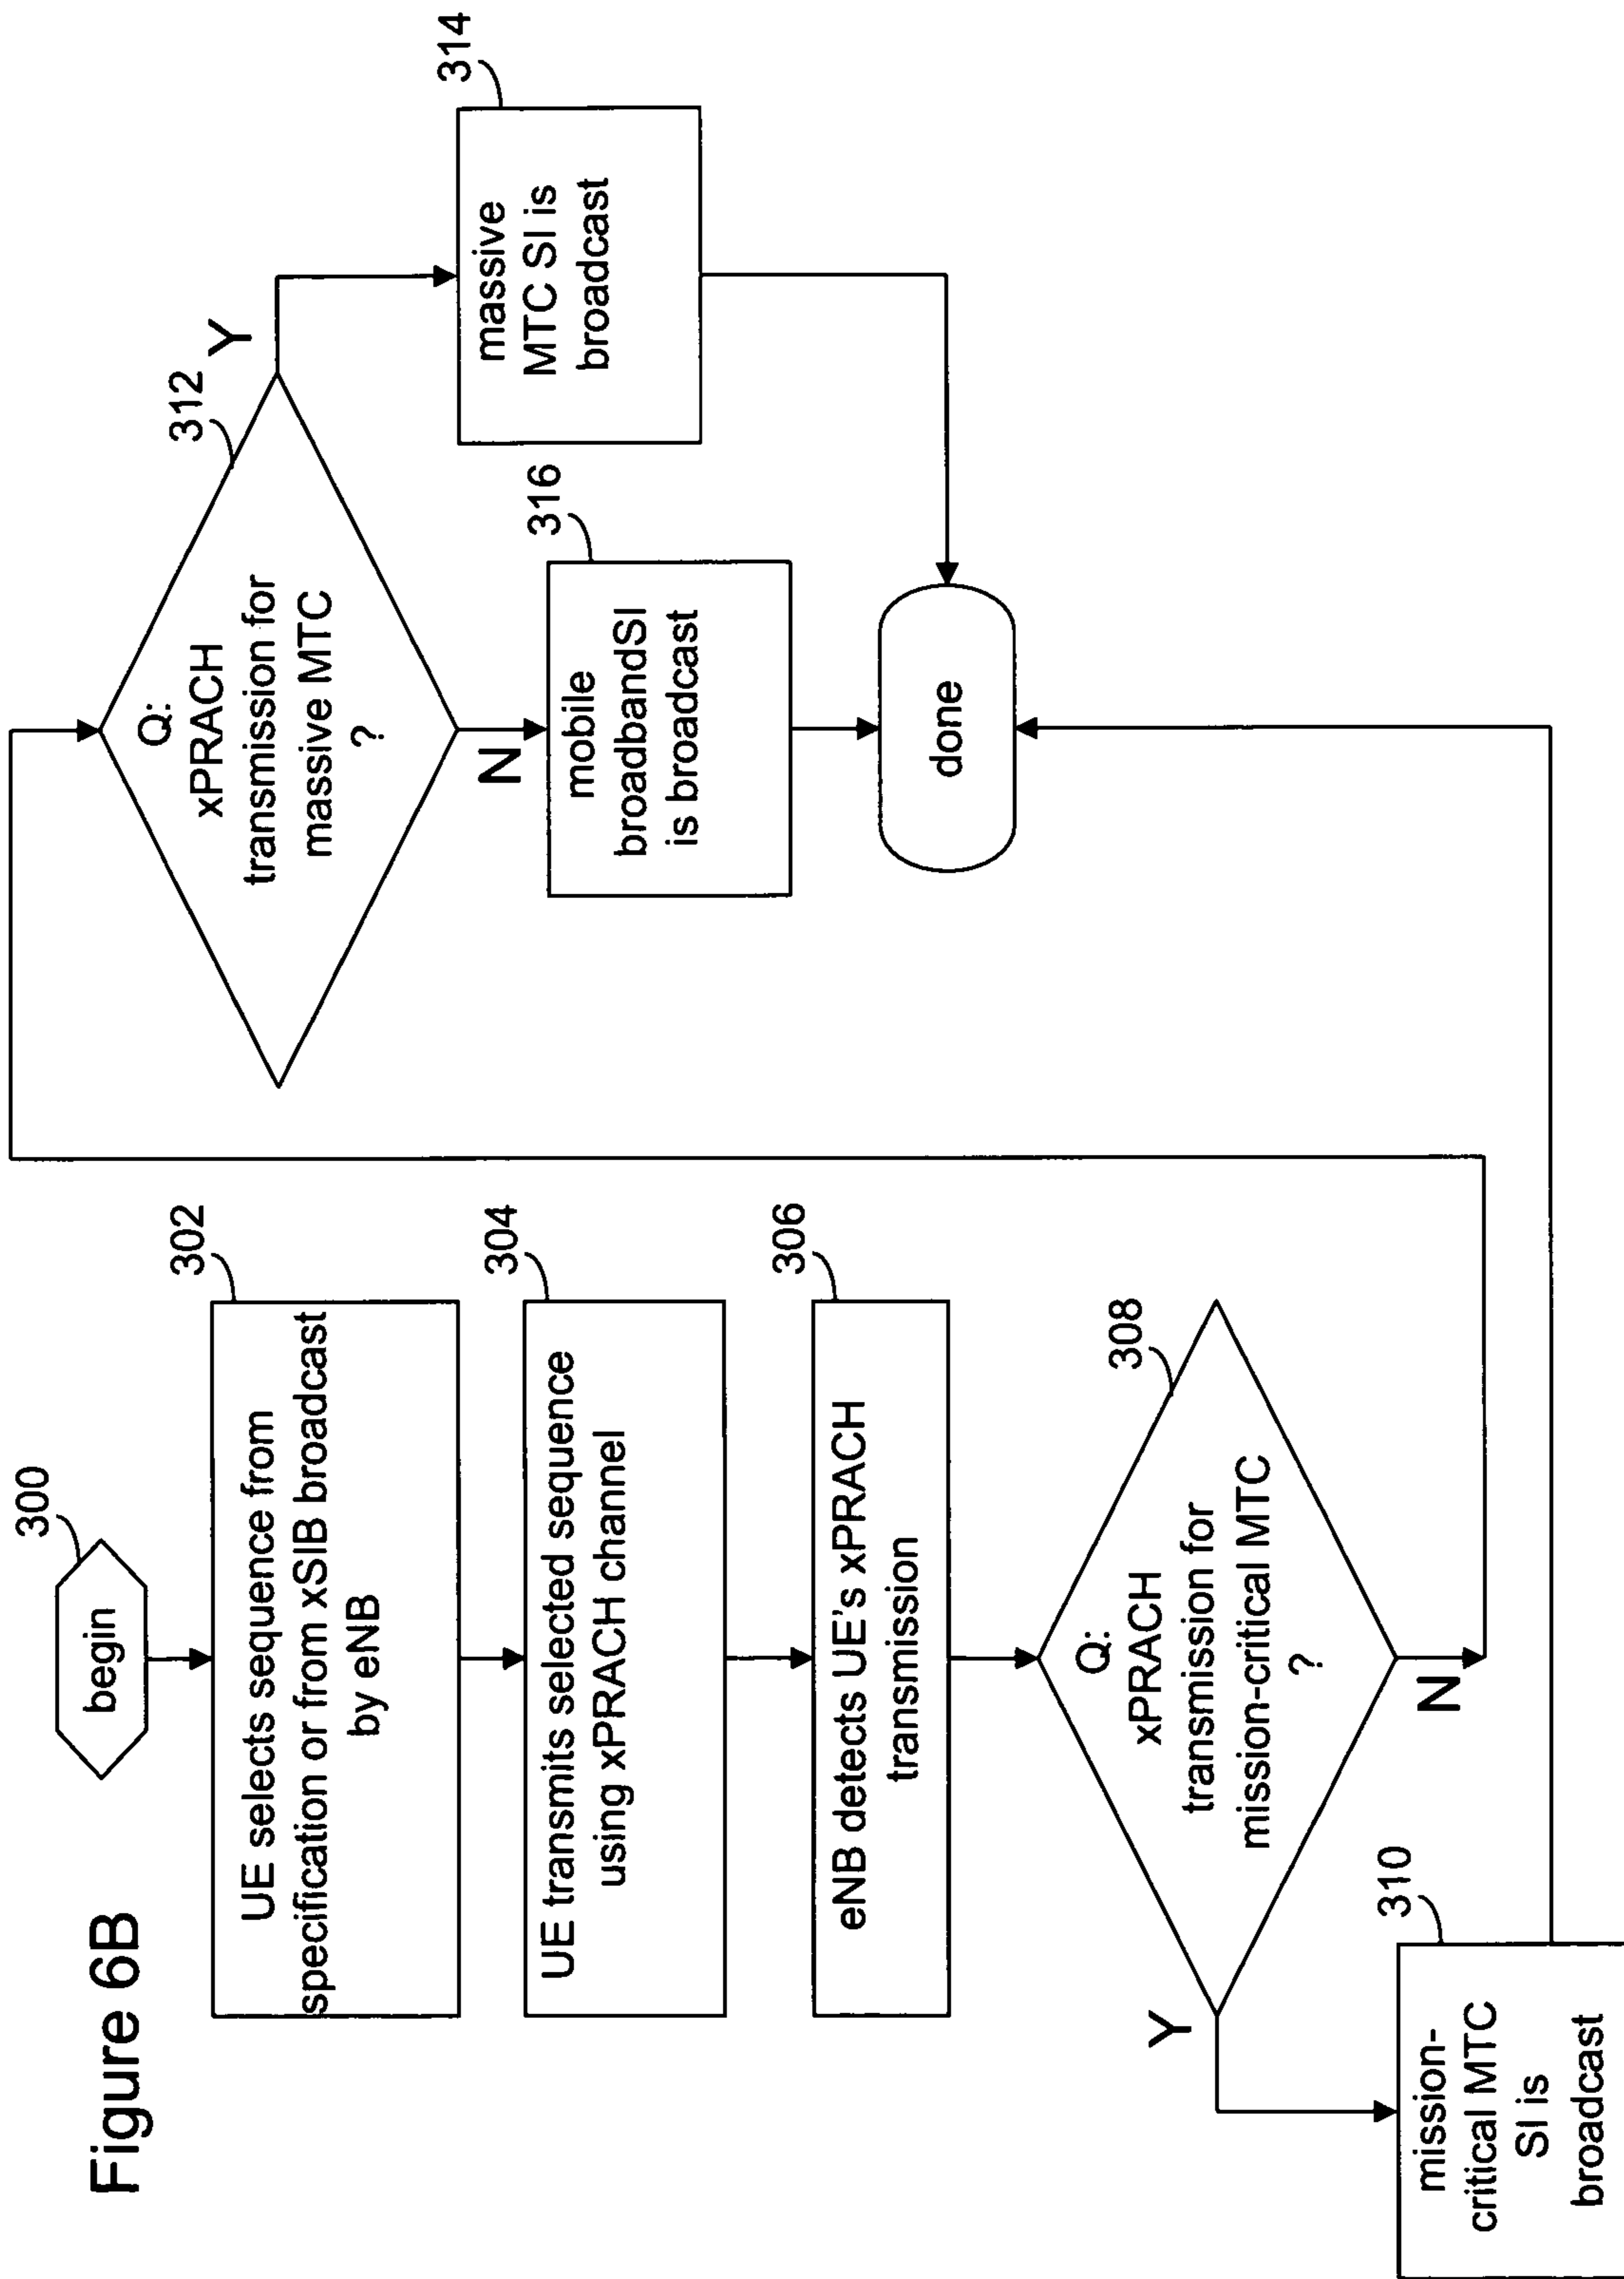 Figure 6B
300
begin
302
UE selects sequence from
specification or from xSIB broadcast
by eNB
304
UE transmits selected sequence
using xPRACH channel
306
eNB detects UE's xPRACH
transmission
308
Q:
xPRACH
transmission for
mission-critical MTC
?
Y
N
310
mission-
critical MTC
SI is
broadcast
312
Q:
xPRACH
transmission for
massive MTC
?
Y
N
314
massive
MTC SI is
broadcast
316
mobile
broadbandSI
is broadcast
done